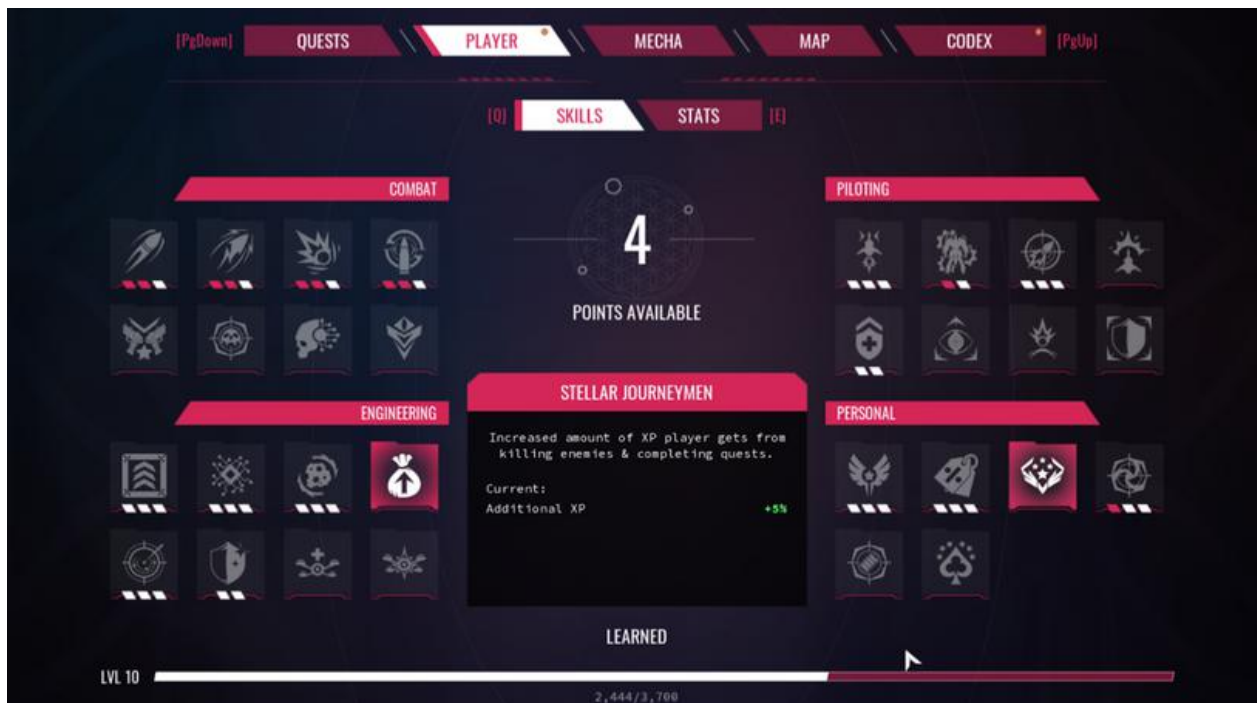 [PgDown] QUESTS PLAYER MECHA MAP CODEX [PgUp]
[Q] SKILLS STATS [E]
COMBAT
4
POINTS AVAILABLE
PILOTING
ENGINEERING
STELLAR JOURNEYMEN
Increased amount of XP player gets from
killing enemies & completing quests.
Current:
Additional XP +5%
PERSONAL
LEARNED
LVL 10
2,444/3,700